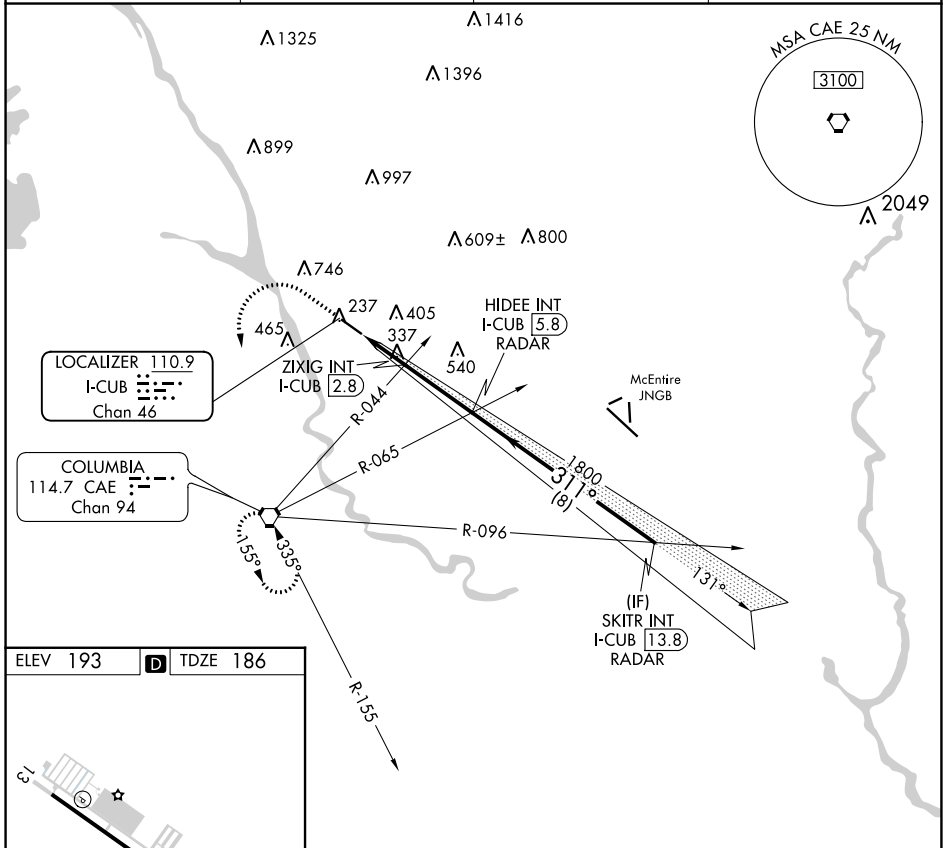 1416
1325
1396
MSA CAE 25 NM
3100
899
997
2049
609±
800
746
237
405
HIDEE INT
I-CUB 5.8
RADAR
465
337
540
ZIXIG INT
I-CUB 2.8
LOCALIZER 110.9
I-CUB
Chan 46
McEntire
JNGB
R-044
R-065
1800
311°
(8)
COLUMBIA
114.7 CAE
Chan 94
R-096
155°
335°
131°
(IF)
SKITR INT
I-CUB 13.8
RADAR
R-155
ELEV 193
D
TDZE 186
13
P